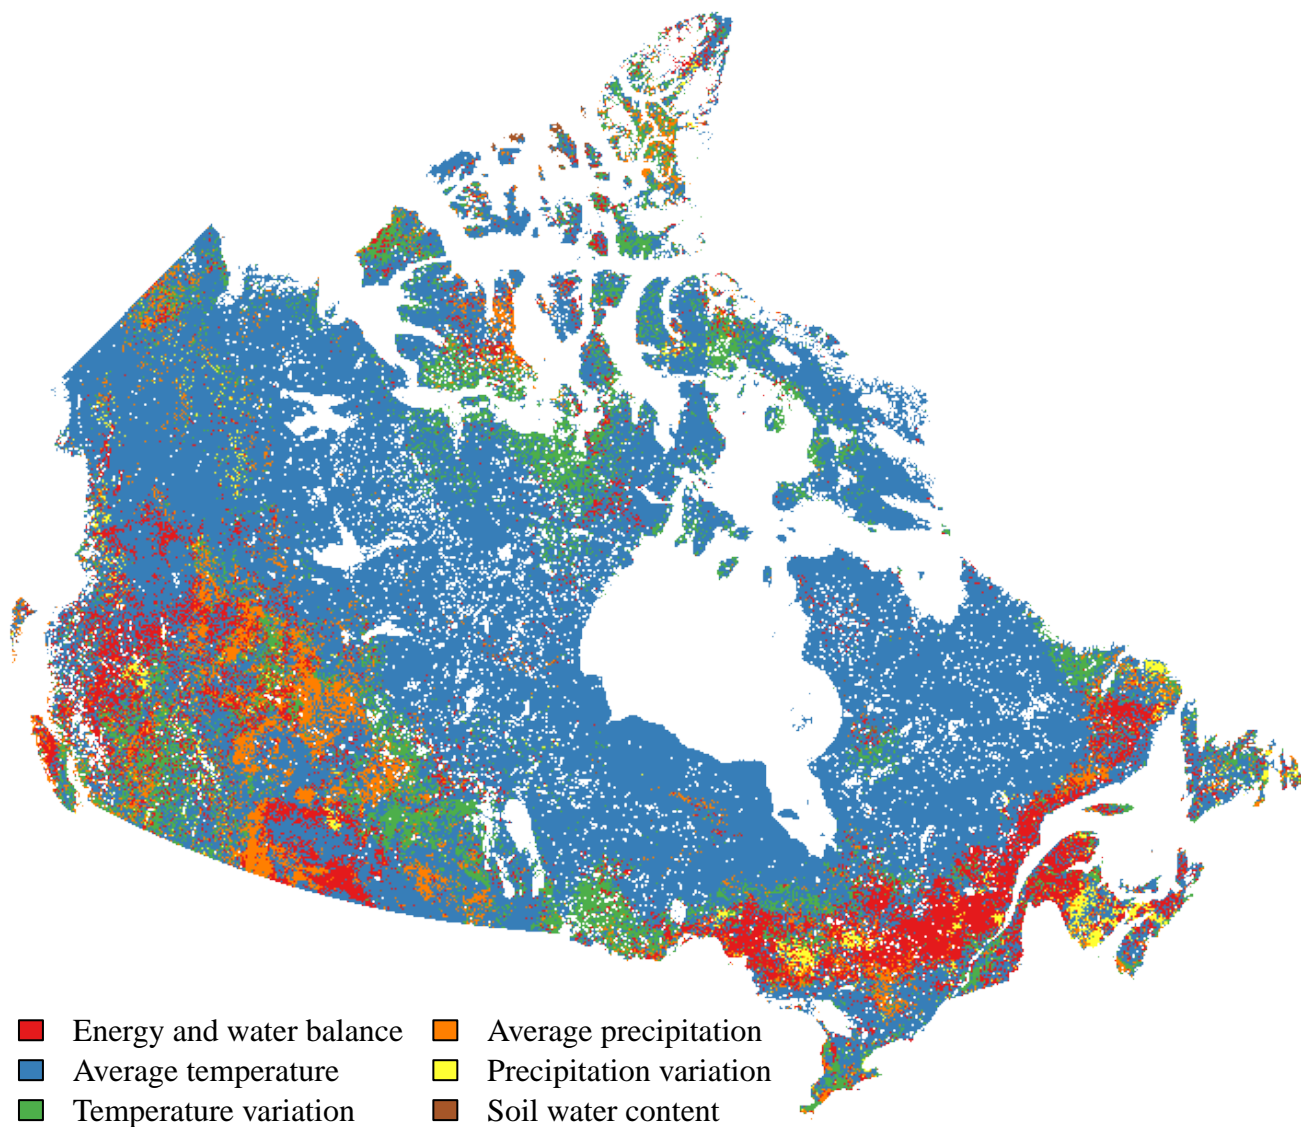 Energy and water balance
Average temperature
Temperature variation
Average precipitation
Precipitation variation
Soil water content